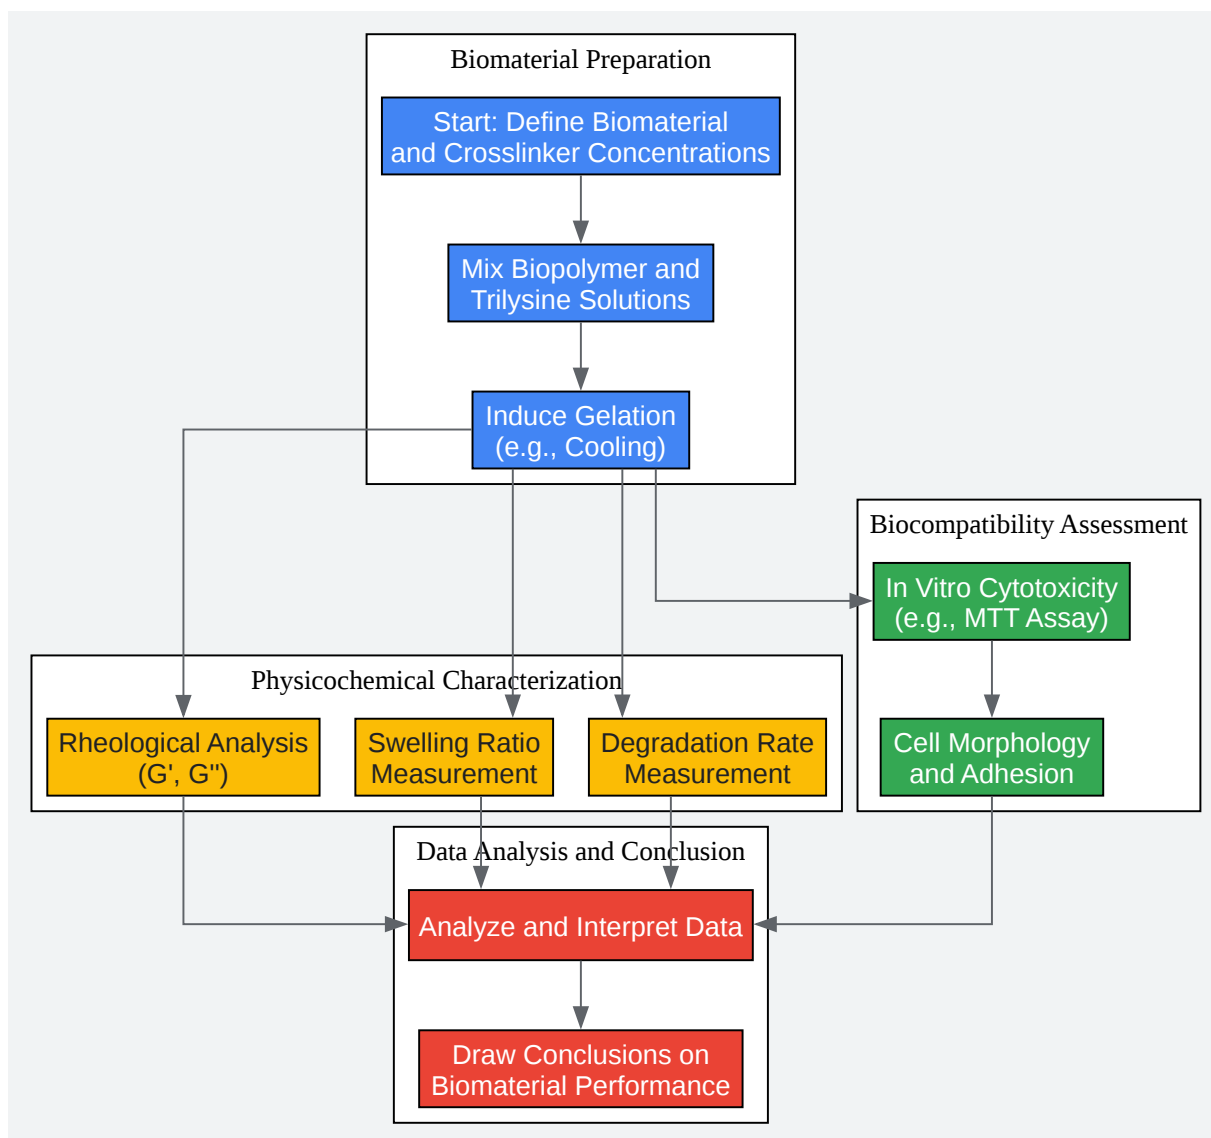 Biomaterial Preparation
Start: Define Biomaterial
and Crosslinker Concentrations
Mix Biopolymer and
Trilysine Solutions
Induce Gelation
(e.g., Cooling)
Biocompatibility Assessment
In Vitro Cytotoxicity
(e.g., MTT Assay)
Cell Morphology
and Adhesion
Physicochemical Characterization
Rheological Analysis
(G', G'')
Swelling Ratio
Measurement
Degradation Rate
Measurement
Data Analysis and Conclusion
Analyze and Interpret Data
Draw Conclusions on
Biomaterial Performance